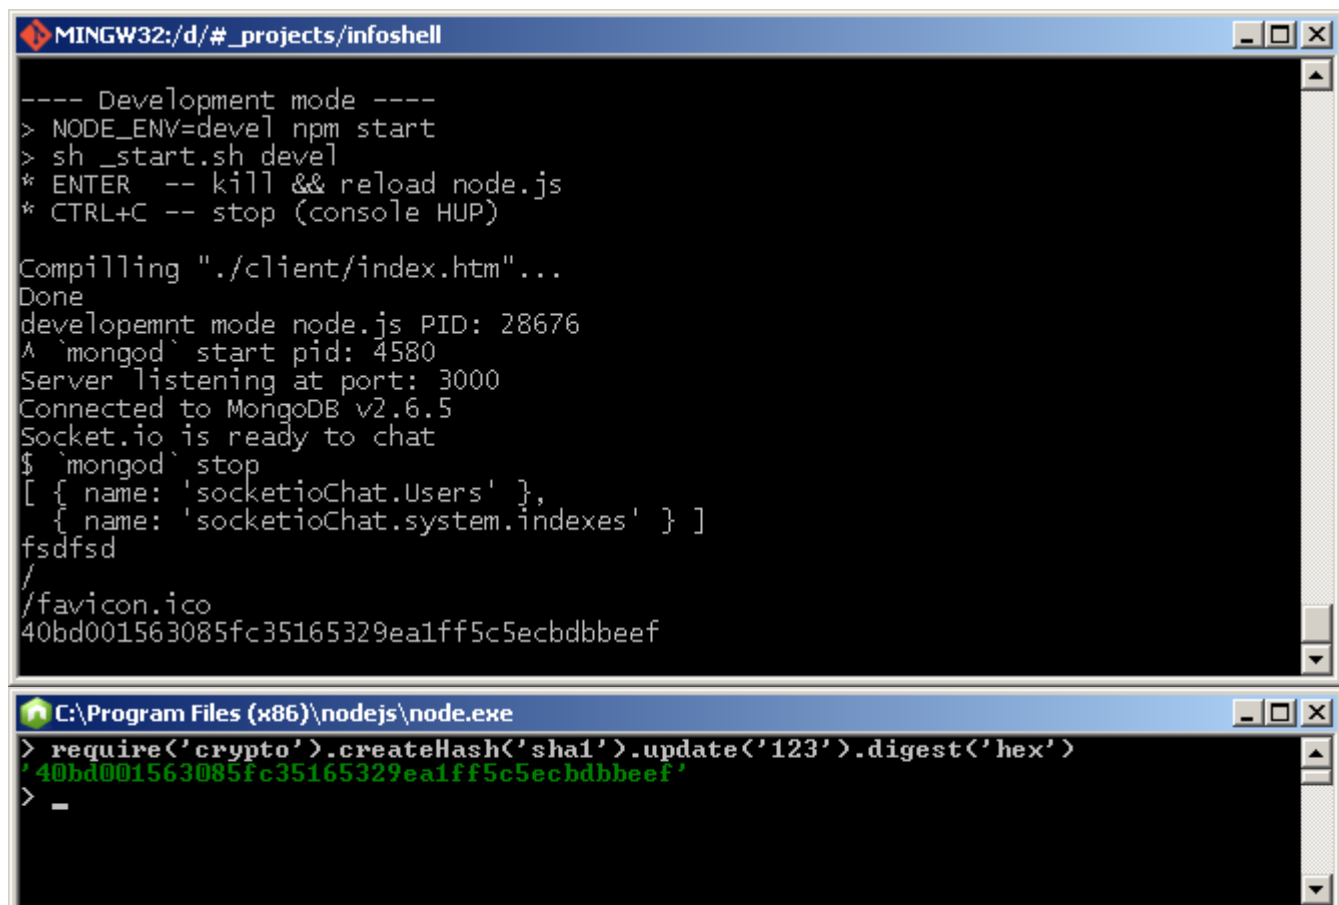 MINGW32:/d/#_projects/infoshell
---- Development mode ----
> NODE_ENV=devel npm start
> sh _start.sh devel
* ENTER  -- kill && reload node.js
* CTRL+C -- stop (console HUP)
Compilling "./client/index.htm"...
Done
developemnt mode node.js PID: 28676
^ `mongod` start pid: 4580
Server listening at port: 3000
Connected to MongoDB v2.6.5
Socket.io is ready to chat
$ `mongod` stop
[ { name: 'socketioChat.Users' },
  { name: 'socketioChat.system.indexes' } ]
fsdfsd
/
/favicon.ico
40bd001563085fc35165329ea1ff5c5ecbdbbeef
C:\Program Files (x86)\nodejs\node.exe
> require('crypto').createHash('sha1').update('123').digest('hex')
'40bd001563085fc35165329ea1ff5c5ecbdbbeef'
> _